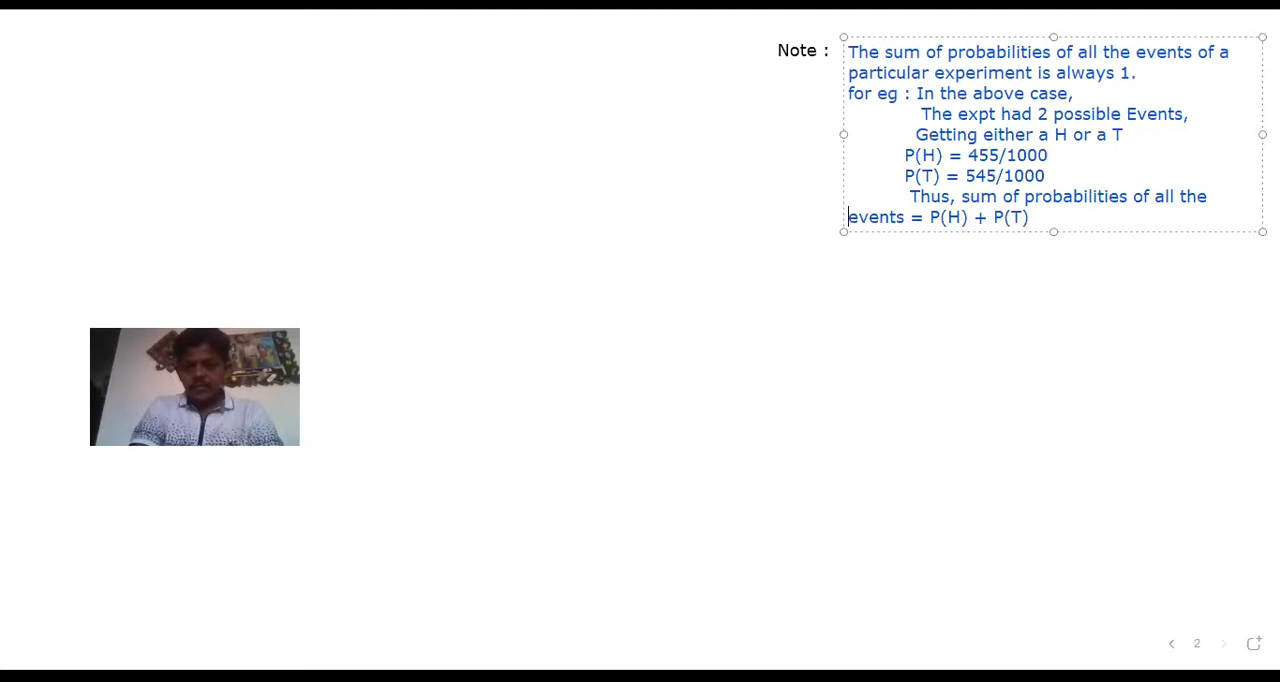 Note :
The sum of probabilities of all the events of a
particular experiment is always 1.
for eg : In the above case,
The expt had 2 possible Events,
Getting either a H or a T
P(H) = 455/1000
P(T) = 545/1000
Thus, sum of probabilities of all the
events = P(H) + P(T)
2